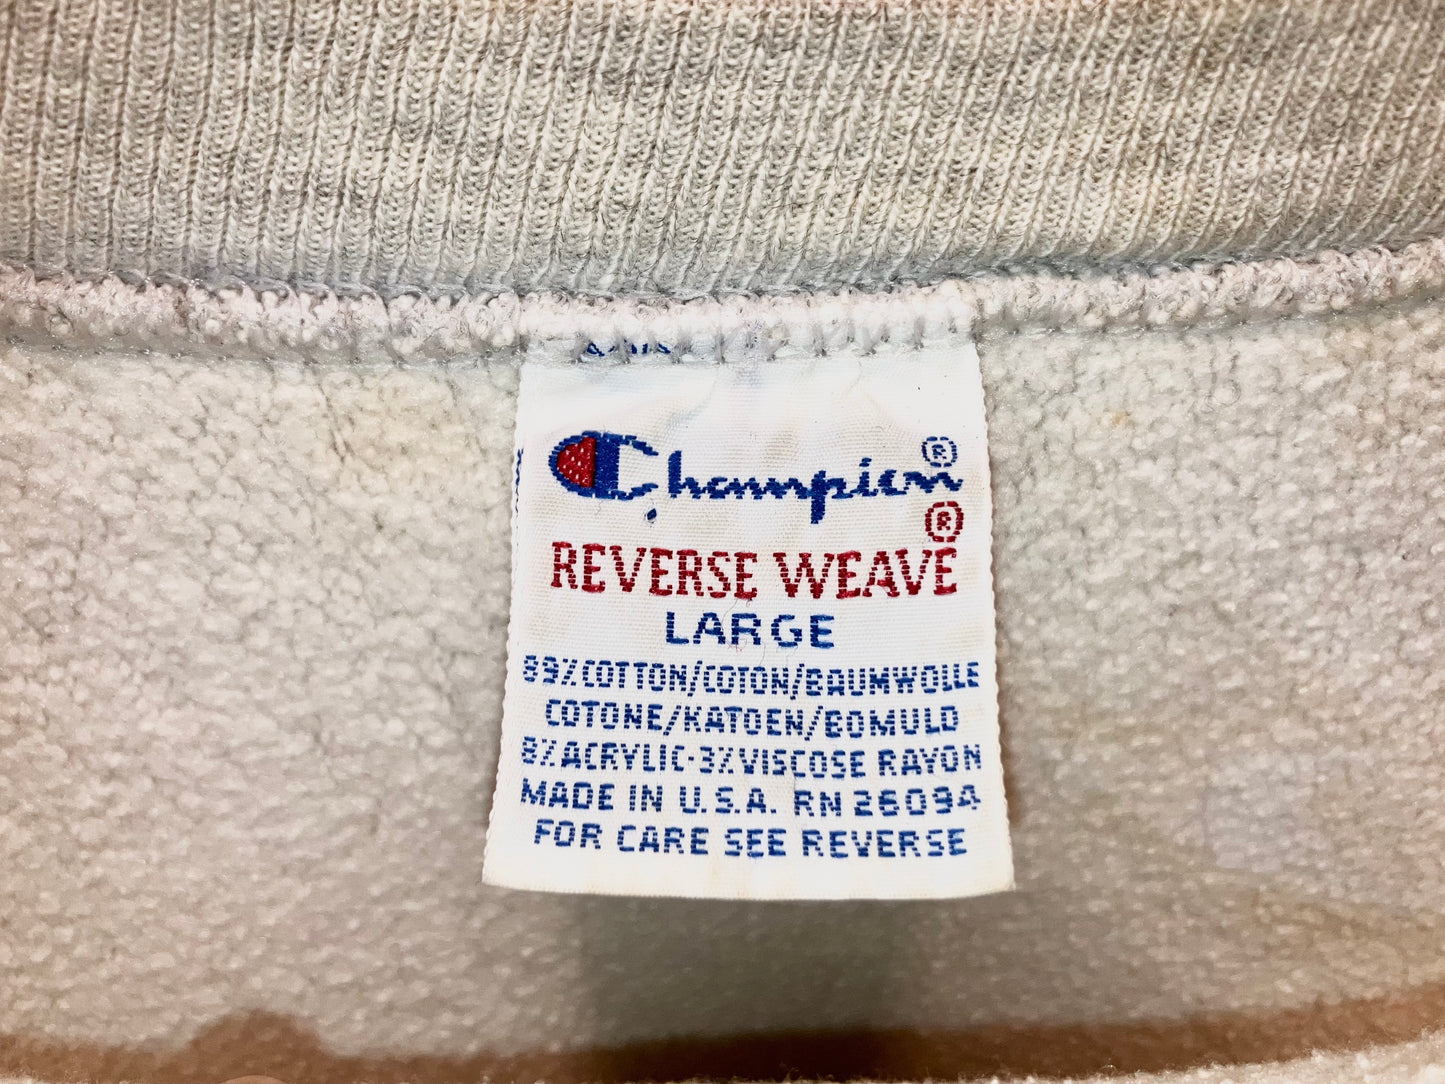 Champion®
REVERSE WEAVE®
LARGE
89% COTTON/COTON/BAUMWOLLE
COTONE/KATOEN/BOMULD
8% ACRYLIC·3% VISCOSE RAYON
MADE IN U.S.A. RN 26094
FOR CARE SEE REVERSE